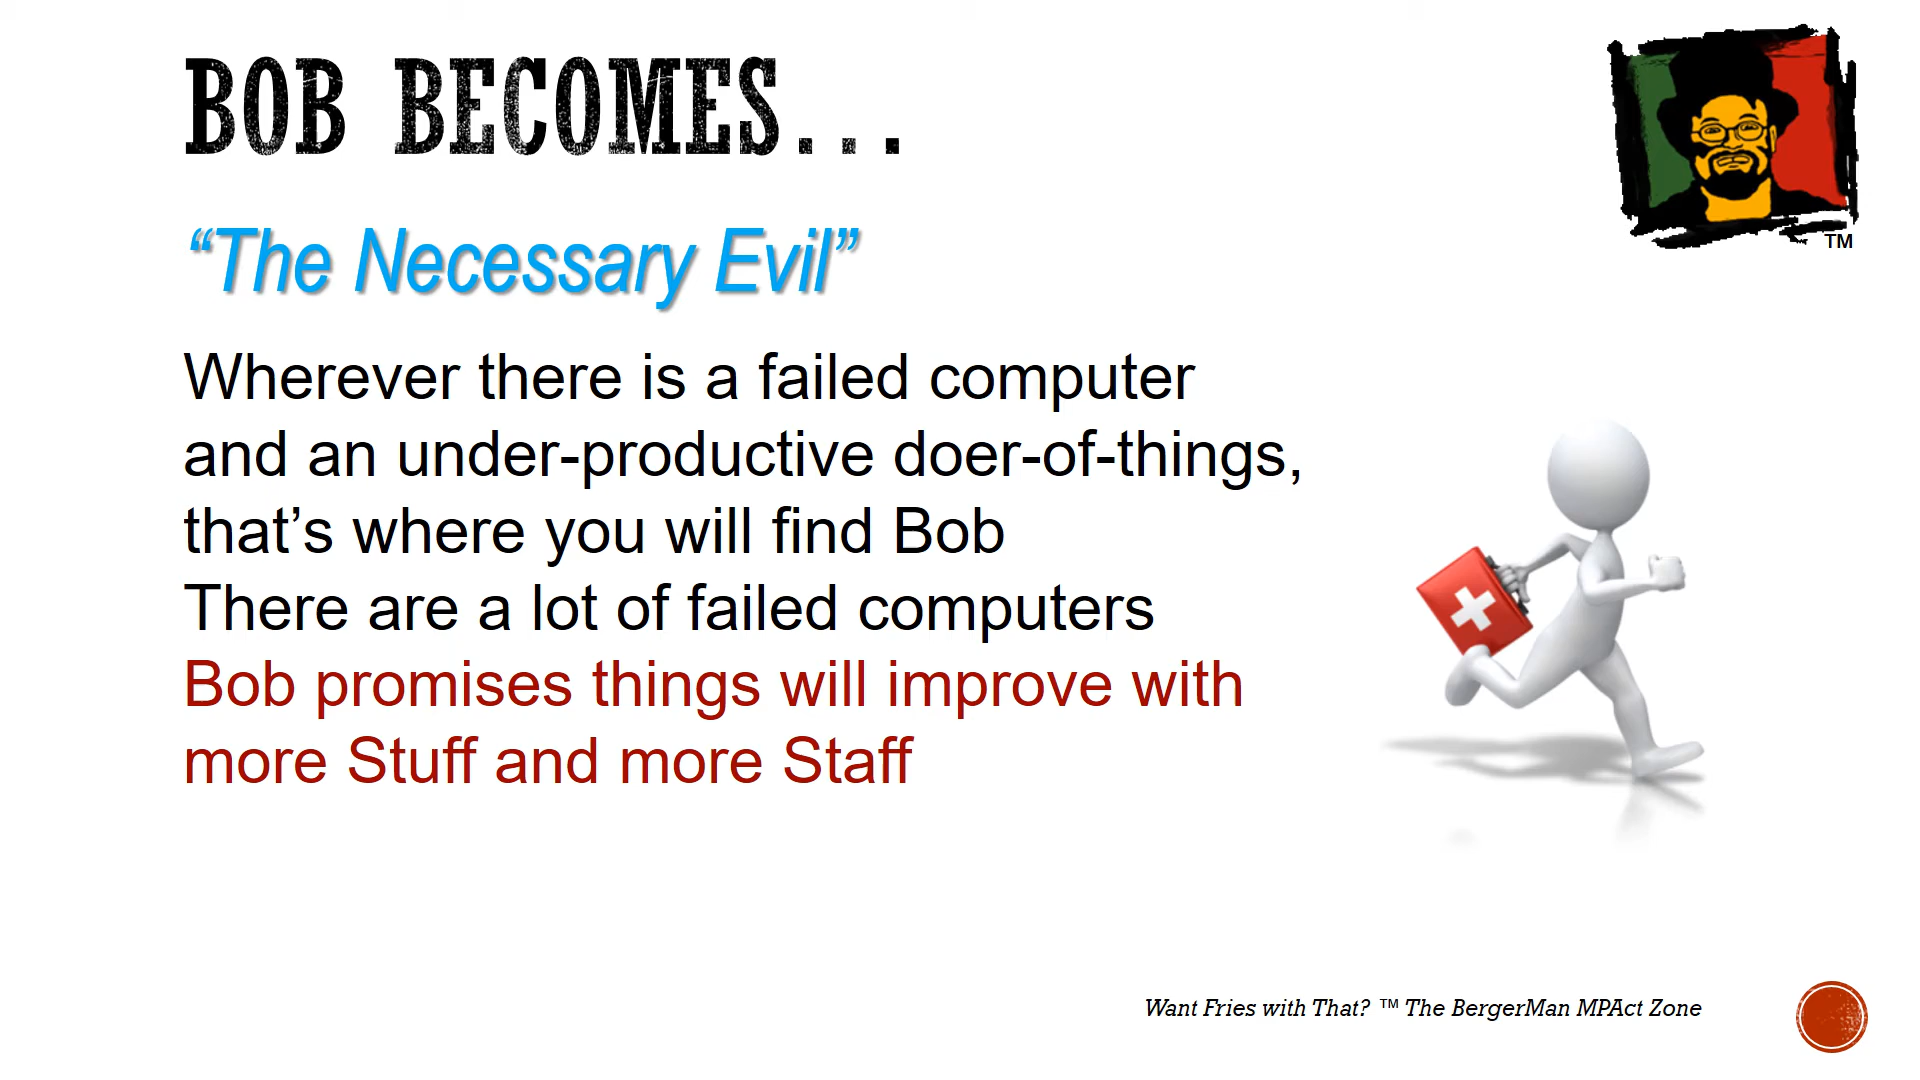 BOB BECOMES...
TM
“The Necessary Evil”
Wherever there is a failed computer
and an under-productive doer-of-things,
that’s where you will find Bob
There are a lot of failed computers
Bob promises things will improve with
more Stuff and more Staff
Want Fries with That? ™ The BergerMan MPAct Zone